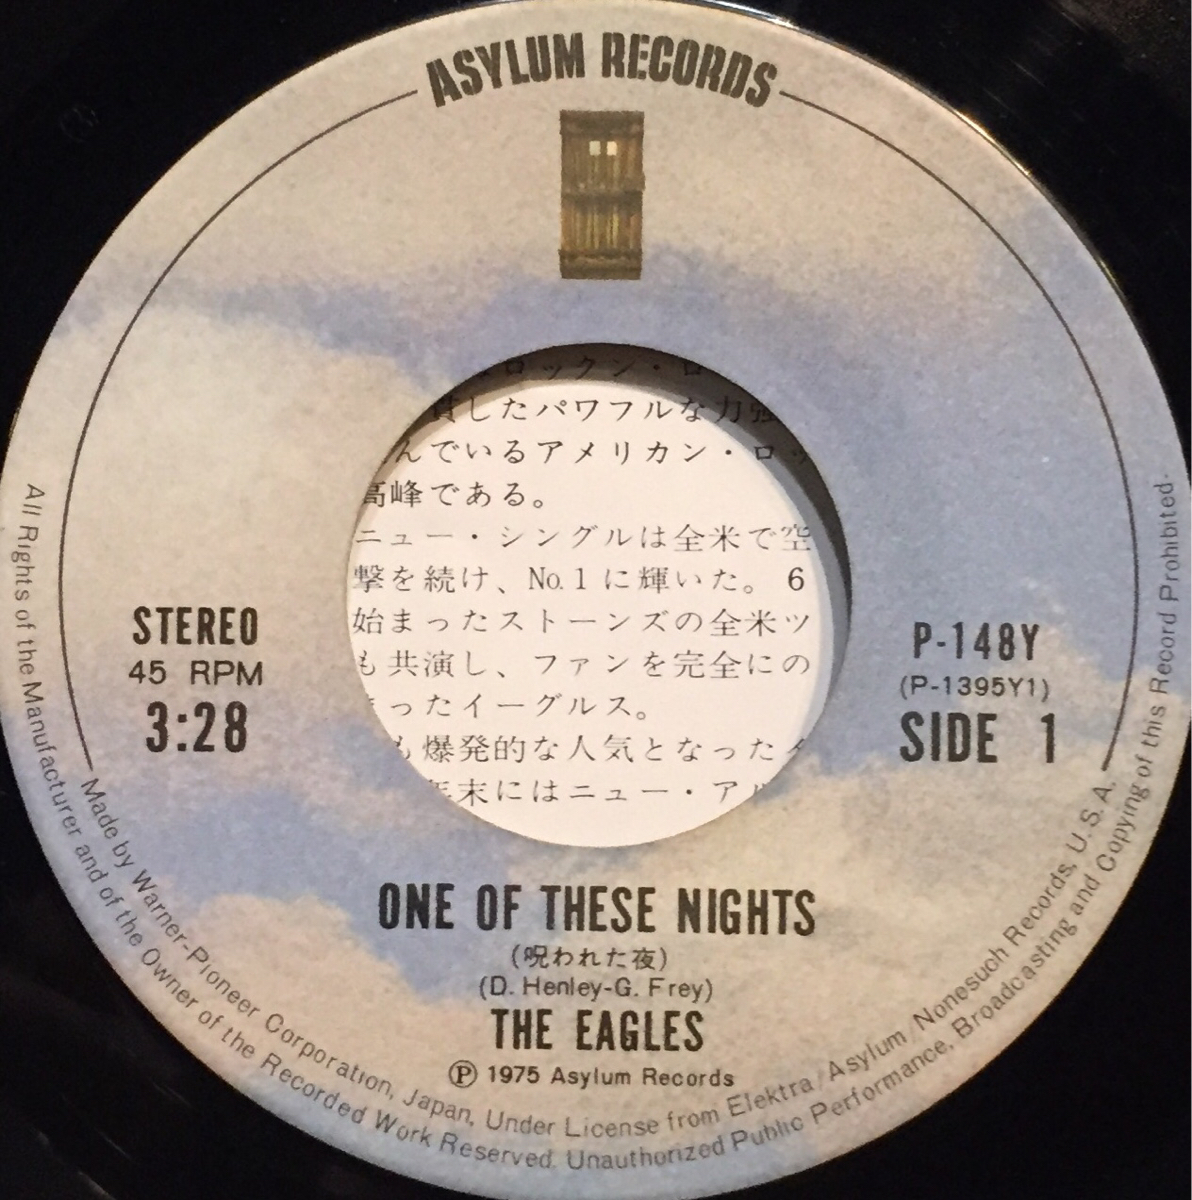 ASYLUM RECORDS
ロックン・ロ
貫したパワフルな力強
んでいるアメリカン・ロッ
高峰である。
ニュー・シングルは全米で空
撃を続け、No.1に輝いた。6
始まったストーンズの全米ツ
も共演し、ファンを完全にの
まったイーグルス。
も爆発的な人気となったイ
年末にはニュー・アル
STEREO
45 RPM
3:28
P-148Y
(P-1395Y1)
SIDE 1
ONE OF THESE NIGHTS
(呪われた夜)
(D. Henley-G. Frey)
THE EAGLES
Ⓟ 1975 Asylum Records
Made by Warner-Pioneer Corporation, Japan, Under License from Elektra/Asylum/Nonesuch Records, U.S.A.
All Rights of the Manufacturer and of the Owner of the Recorded Work Reserved. Unauthorized Public Performance, Broadcasting and Copying of this Record Prohibited.